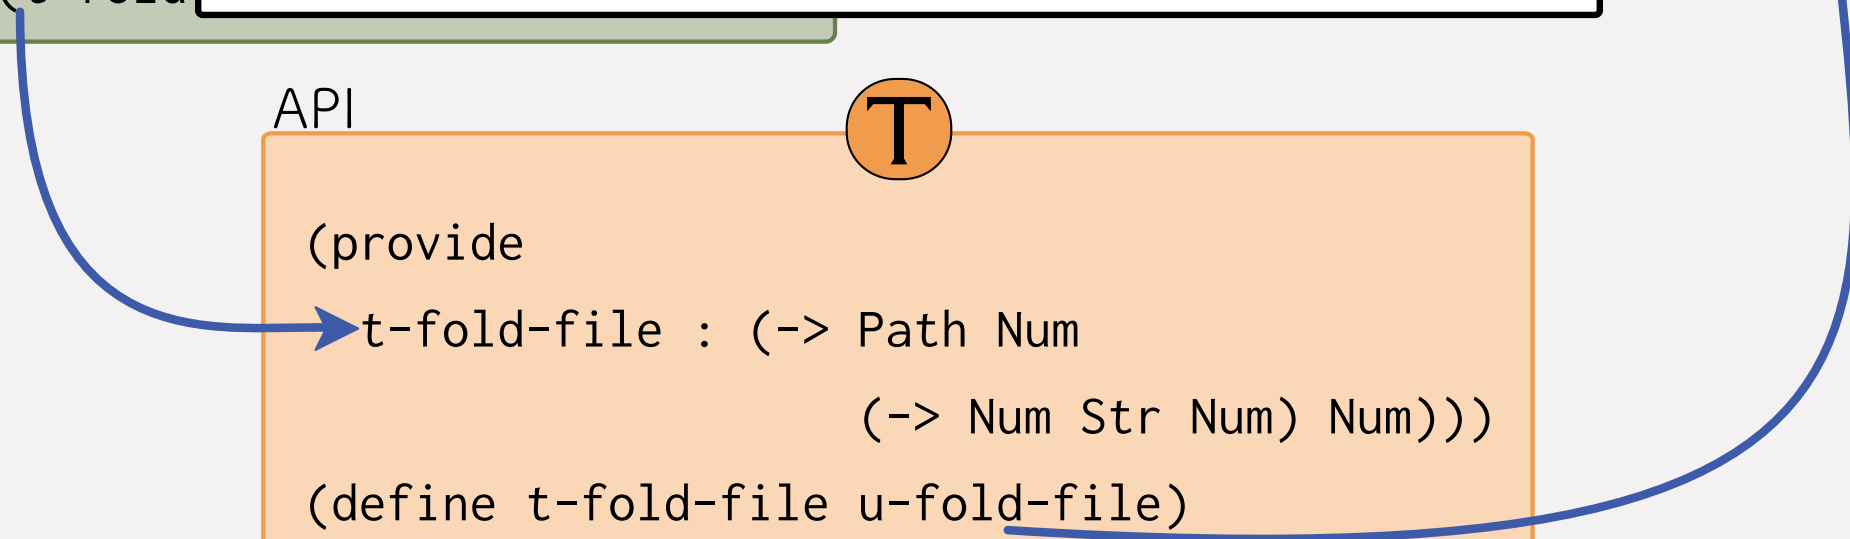 API
T
(provide
t-fold-file : (-> Path Num
(-> Num Str Num) Num)))
(define t-fold-file u-fold-file)